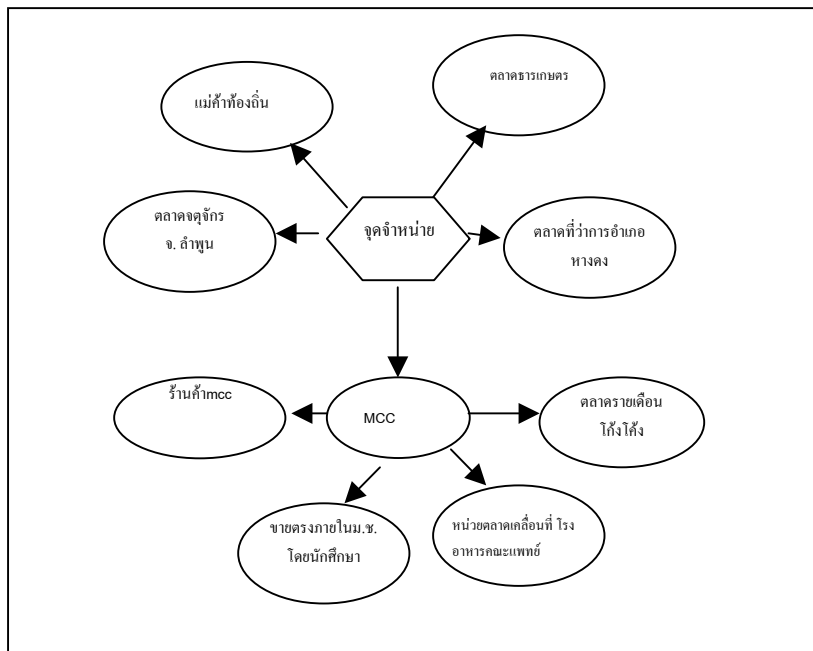 ตลาดธารเกษตร
แม่ค้าท้องถิ่น
ตลาดจตุจักร
จ. ลำพูน
จุดจำหน่าย
ตลาดที่ว่าการอำเภอ
หางดง
ร้านค้าmcc
MCC
ตลาดรายเดือน
โก้งโค้ง
ขายตรงภายในม.ช.
โดยนักศึกษา
หน่วยตลาดเคลื่อนที่ โรง
อาหารคณะแพทย์